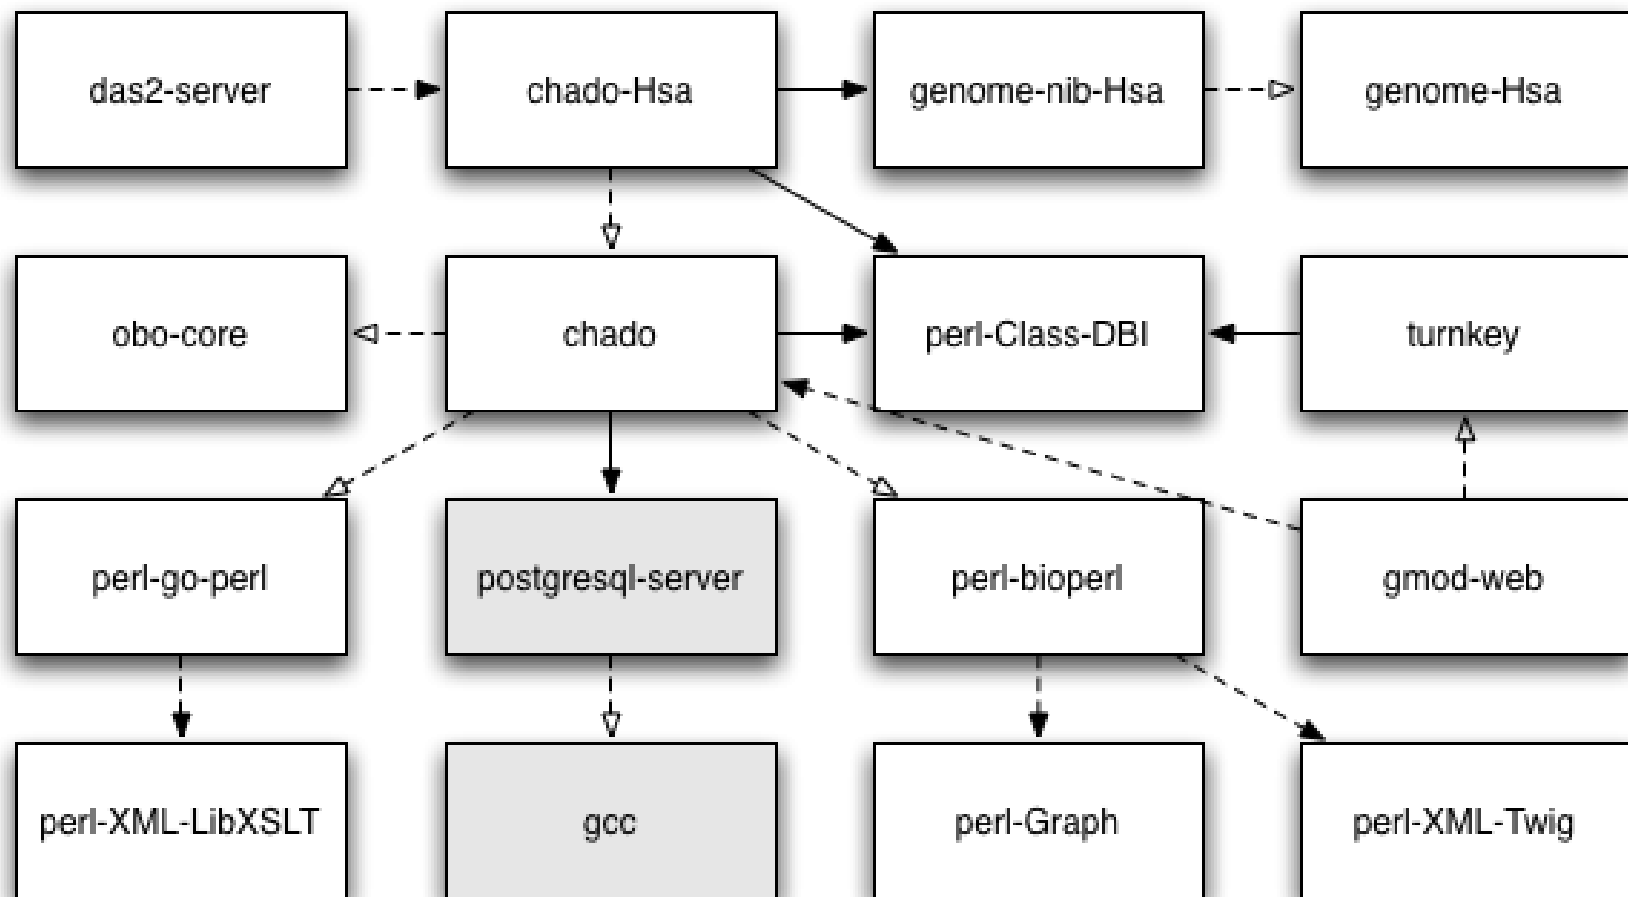 das2-server
chado-Hsa
genome-nib-Hsa
genome-Hsa
obo-core
chado
perl-Class-DBI
turnkey
perl-go-perl
postgresql-server
perl-bioperl
gmod-web
perl-XML-LibXSLT
gcc
perl-Graph
perl-XML-Twig